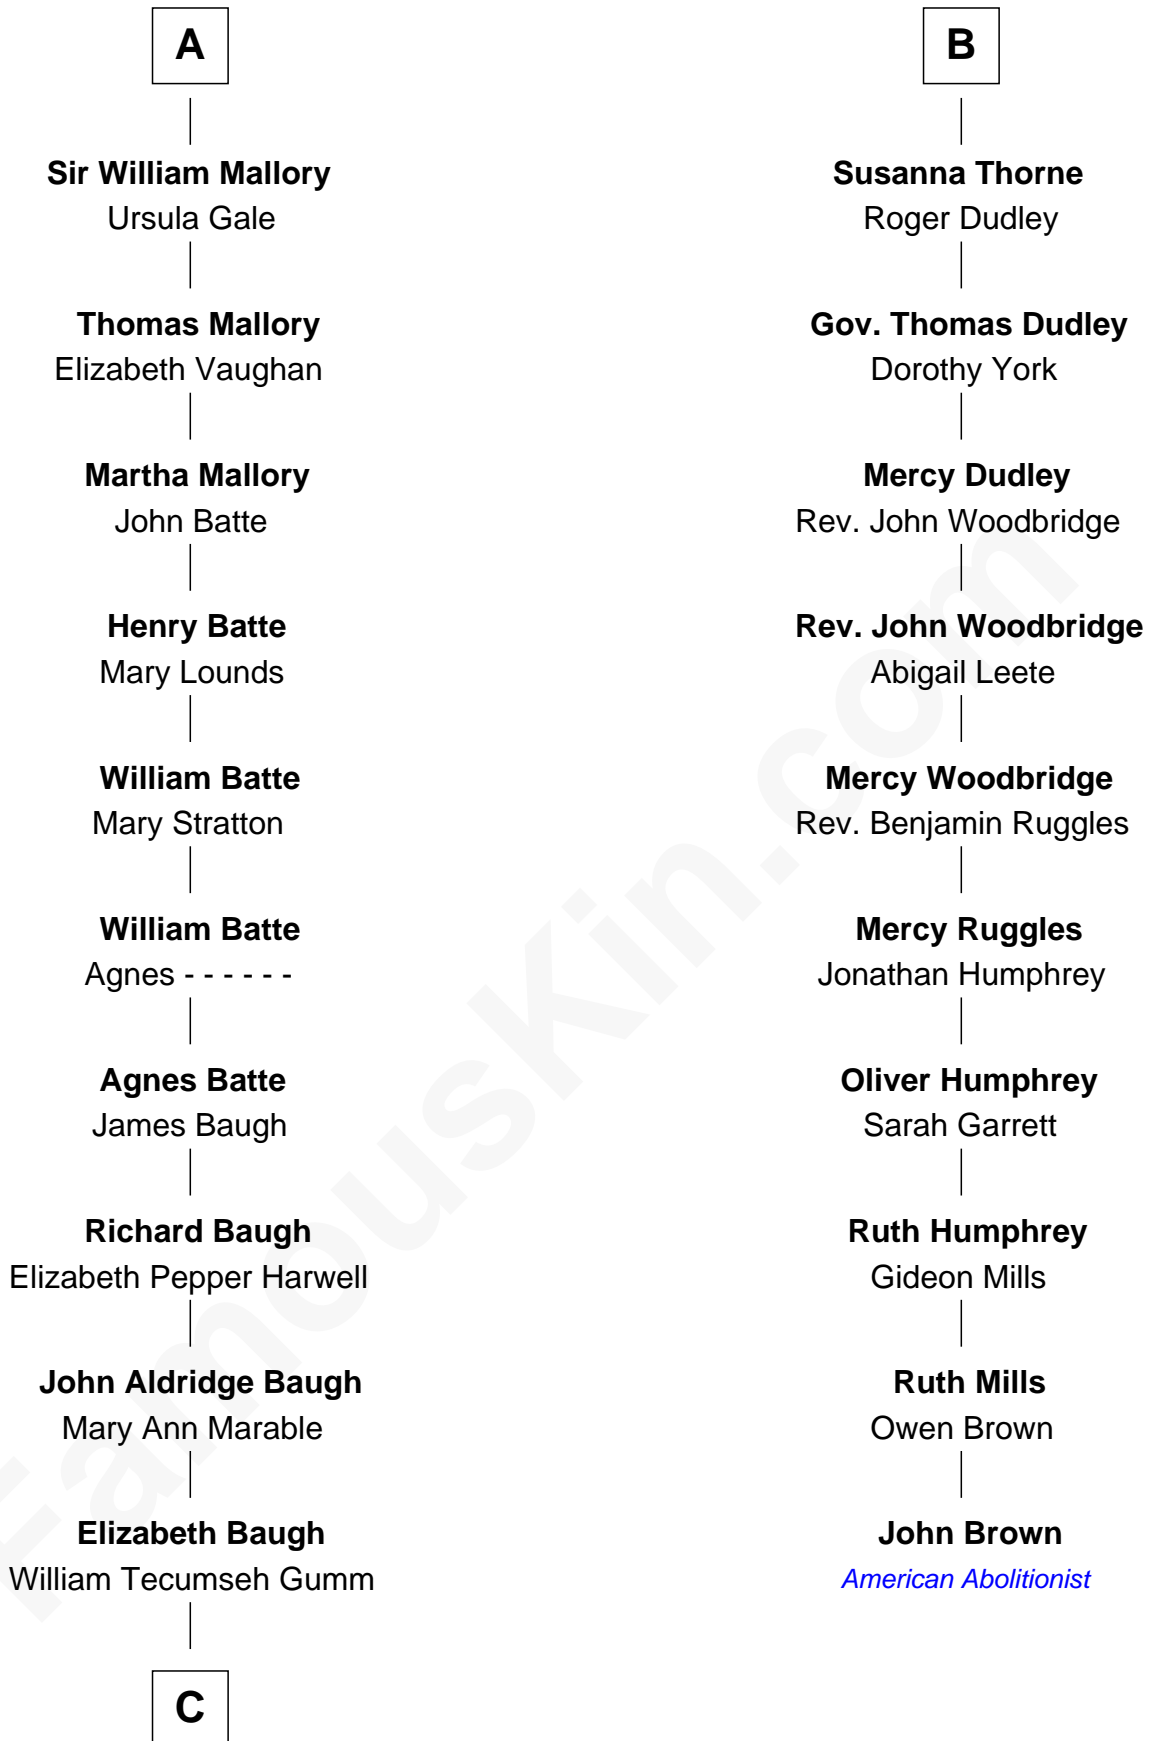 A
Sir William Mallory
Ursula Gale
Thomas Mallory
Elizabeth Vaughan
Martha Mallory
John Batte
Henry Batte
Mary Lounds
William Batte
Mary Stratton
William Batte
Agnes - - - - - -
Agnes Batte
James Baugh
Richard Baugh
Elizabeth Pepper Harwell
John Aldridge Baugh
Mary Ann Marable
Elizabeth Baugh
William Tecumseh Gumm
C
B
Susanna Thorne
Roger Dudley
Gov. Thomas Dudley
Dorothy York
Mercy Dudley
Rev. John Woodbridge
Rev. John Woodbridge
Abigail Leete
Mercy Woodbridge
Rev. Benjamin Ruggles
Mercy Ruggles
Jonathan Humphrey
Oliver Humphrey
Sarah Garrett
Ruth Humphrey
Gideon Mills
Ruth Mills
Owen Brown
John Brown
American Abolitionist
FamousKin.com